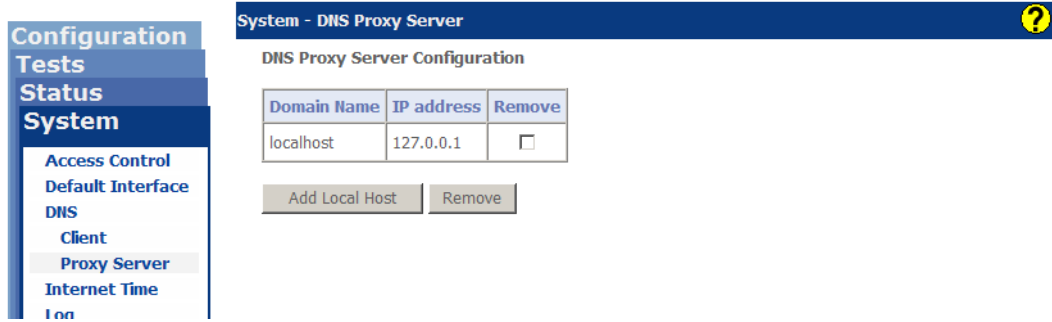 Configuration
Tests
Status
System
Access Control
Default Interface
DNS
Client
Proxy Server
Internet Time
Log
System - DNS Proxy Server
?
DNS Proxy Server Configuration
Domain Name IP address Remove
localhost 127.0.0.1
Add Local Host Remove